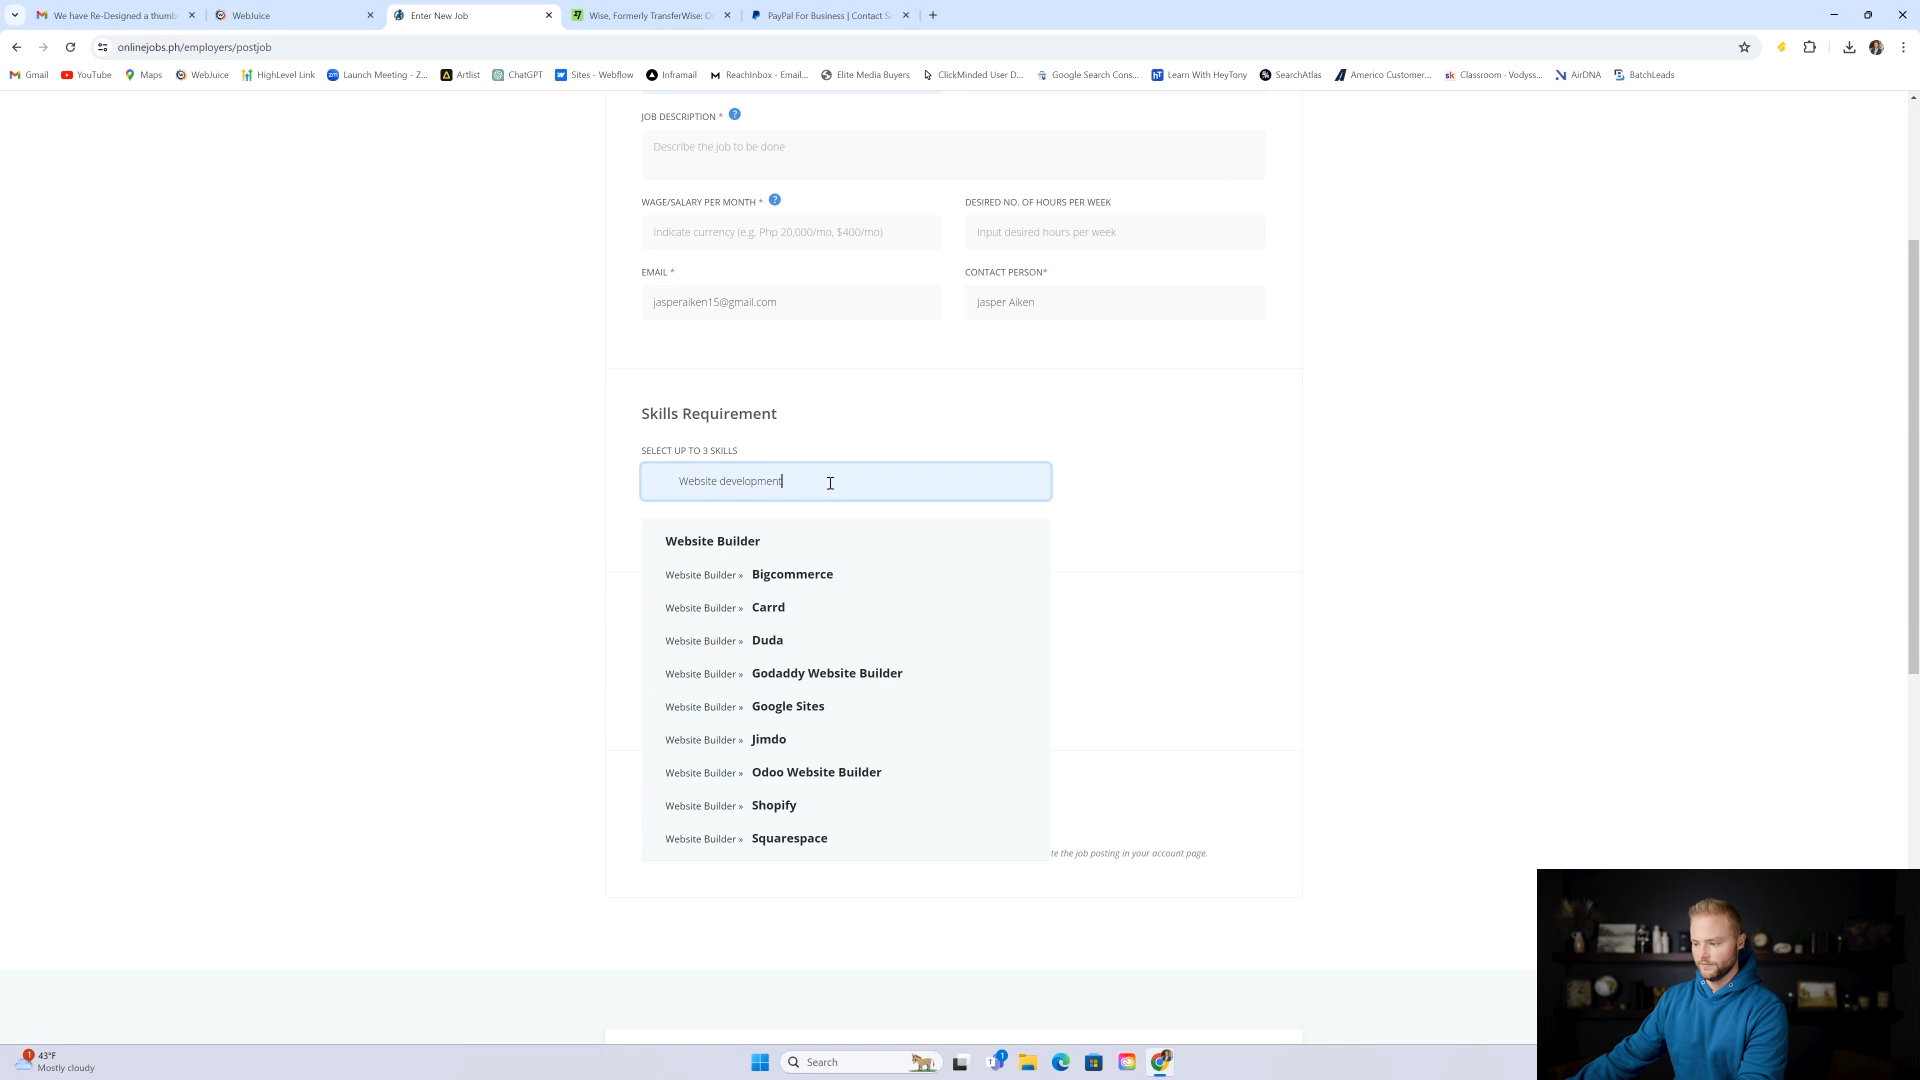 We have Re-Designed a thumb
WebJuice
Enter New Job
Wise, Formerly TransferWise: O
PayPal For Business | Contact S
onlinejobs.ph/employers/postjob
Gmail
YouTube
Maps
WebJuice
HighLevel Link
Launch Meeting - Z...
Artlist
ChatGPT
Sites - Webflow
Inframail
ReachInbox - Email...
Elite Media Buyers
ClickMinded User D...
Google Search Cons...
Learn With HeyTony
SearchAtlas
Americo Customer...
Classroom - Vodyss...
AirDNA
BatchLeads
JOB DESCRIPTION * ?
Describe the job to be done
WAGE/SALARY PER MONTH * ?
DESIRED NO. OF HOURS PER WEEK
Indicate currency (e.g. Php 20,000/mo, $400/mo)
Input desired hours per week
EMAIL *
CONTACT PERSON*
jasperaiken15@gmail.com
Jasper Aiken
Skills Requirement
SELECT UP TO 3 SKILLS
Website development
Website Builder
Website Builder » Bigcommerce
Website Builder » Carrd
Website Builder » Duda
Website Builder » Godaddy Website Builder
Website Builder » Google Sites
Website Builder » Jimdo
Website Builder » Odoo Website Builder
Website Builder » Shopify
Website Builder » Squarespace
te the job posting in your account page.
1
43°F
Mostly cloudy
Search
1